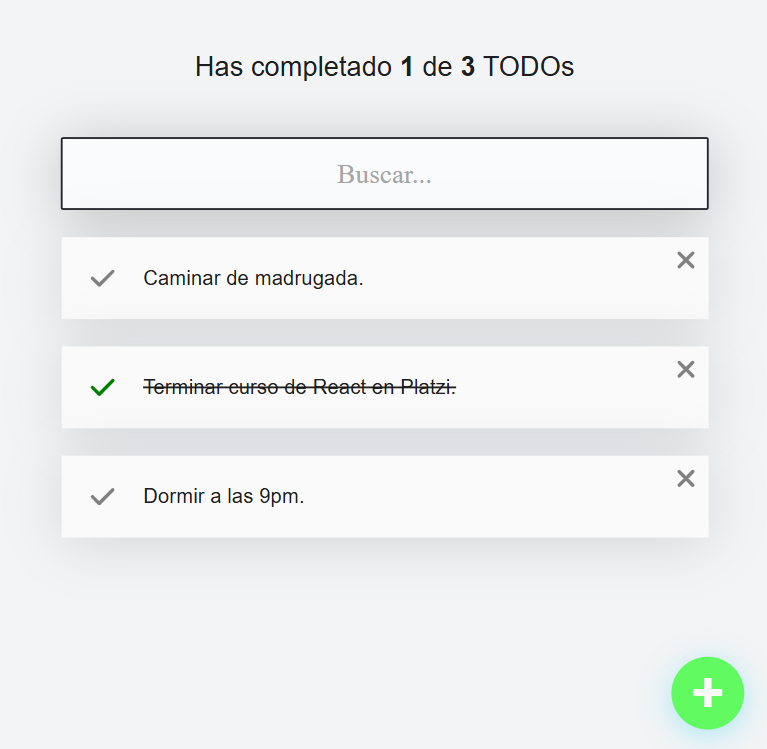 Has completado 1 de 3 TODOs
Buscar...
Caminar de madrugada.
Terminar curso de React en Platzi.
Dormir a las 9pm.